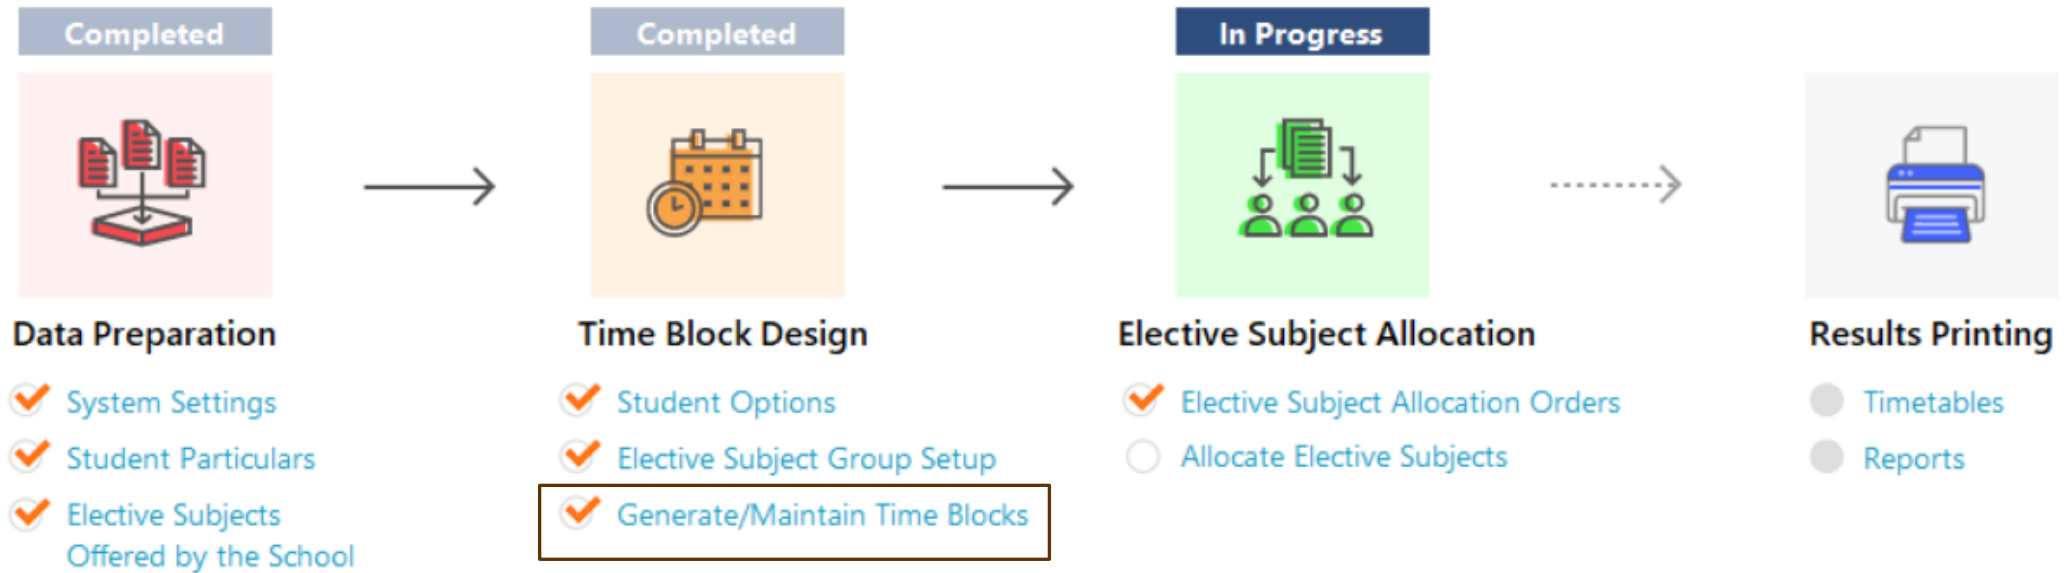 Completed
Completed
In Progress
Data Preparation
Time Block Design
Elective Subject Allocation
Results Printing
System Settings
Student Particulars
Elective Subjects
Offered by the School
Student Options
Elective Subject Group Setup
Generate/Maintain Time Blocks
Elective Subject Allocation Orders
Allocate Elective Subjects
Timetables
Reports